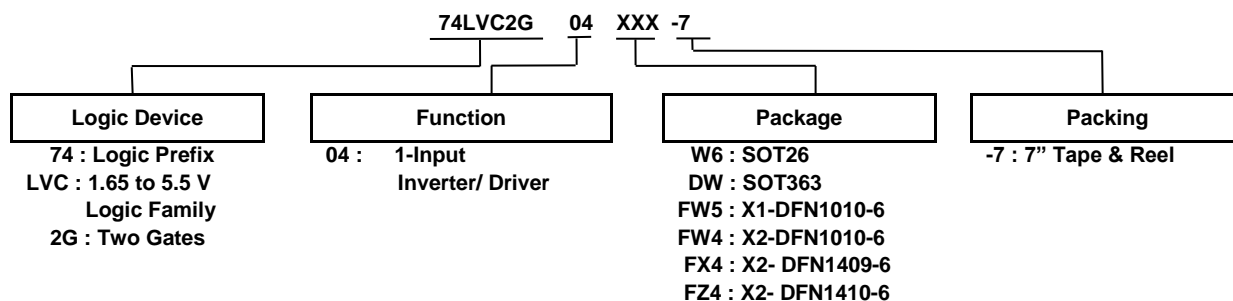 74LVC2G 04 XXX -7
Logic Device
74 : Logic Prefix
LVC : 1.65 to 5.5 V
Logic Family
2G : Two Gates
Function
04 : 1-Input
Inverter/ Driver
Package
W6 : SOT26
DW : SOT363
FW5 : X1-DFN1010-6
FW4 : X2-DFN1010-6
FX4 : X2- DFN1409-6
FZ4 : X2- DFN1410-6
Packing
-7 : 7” Tape & Reel